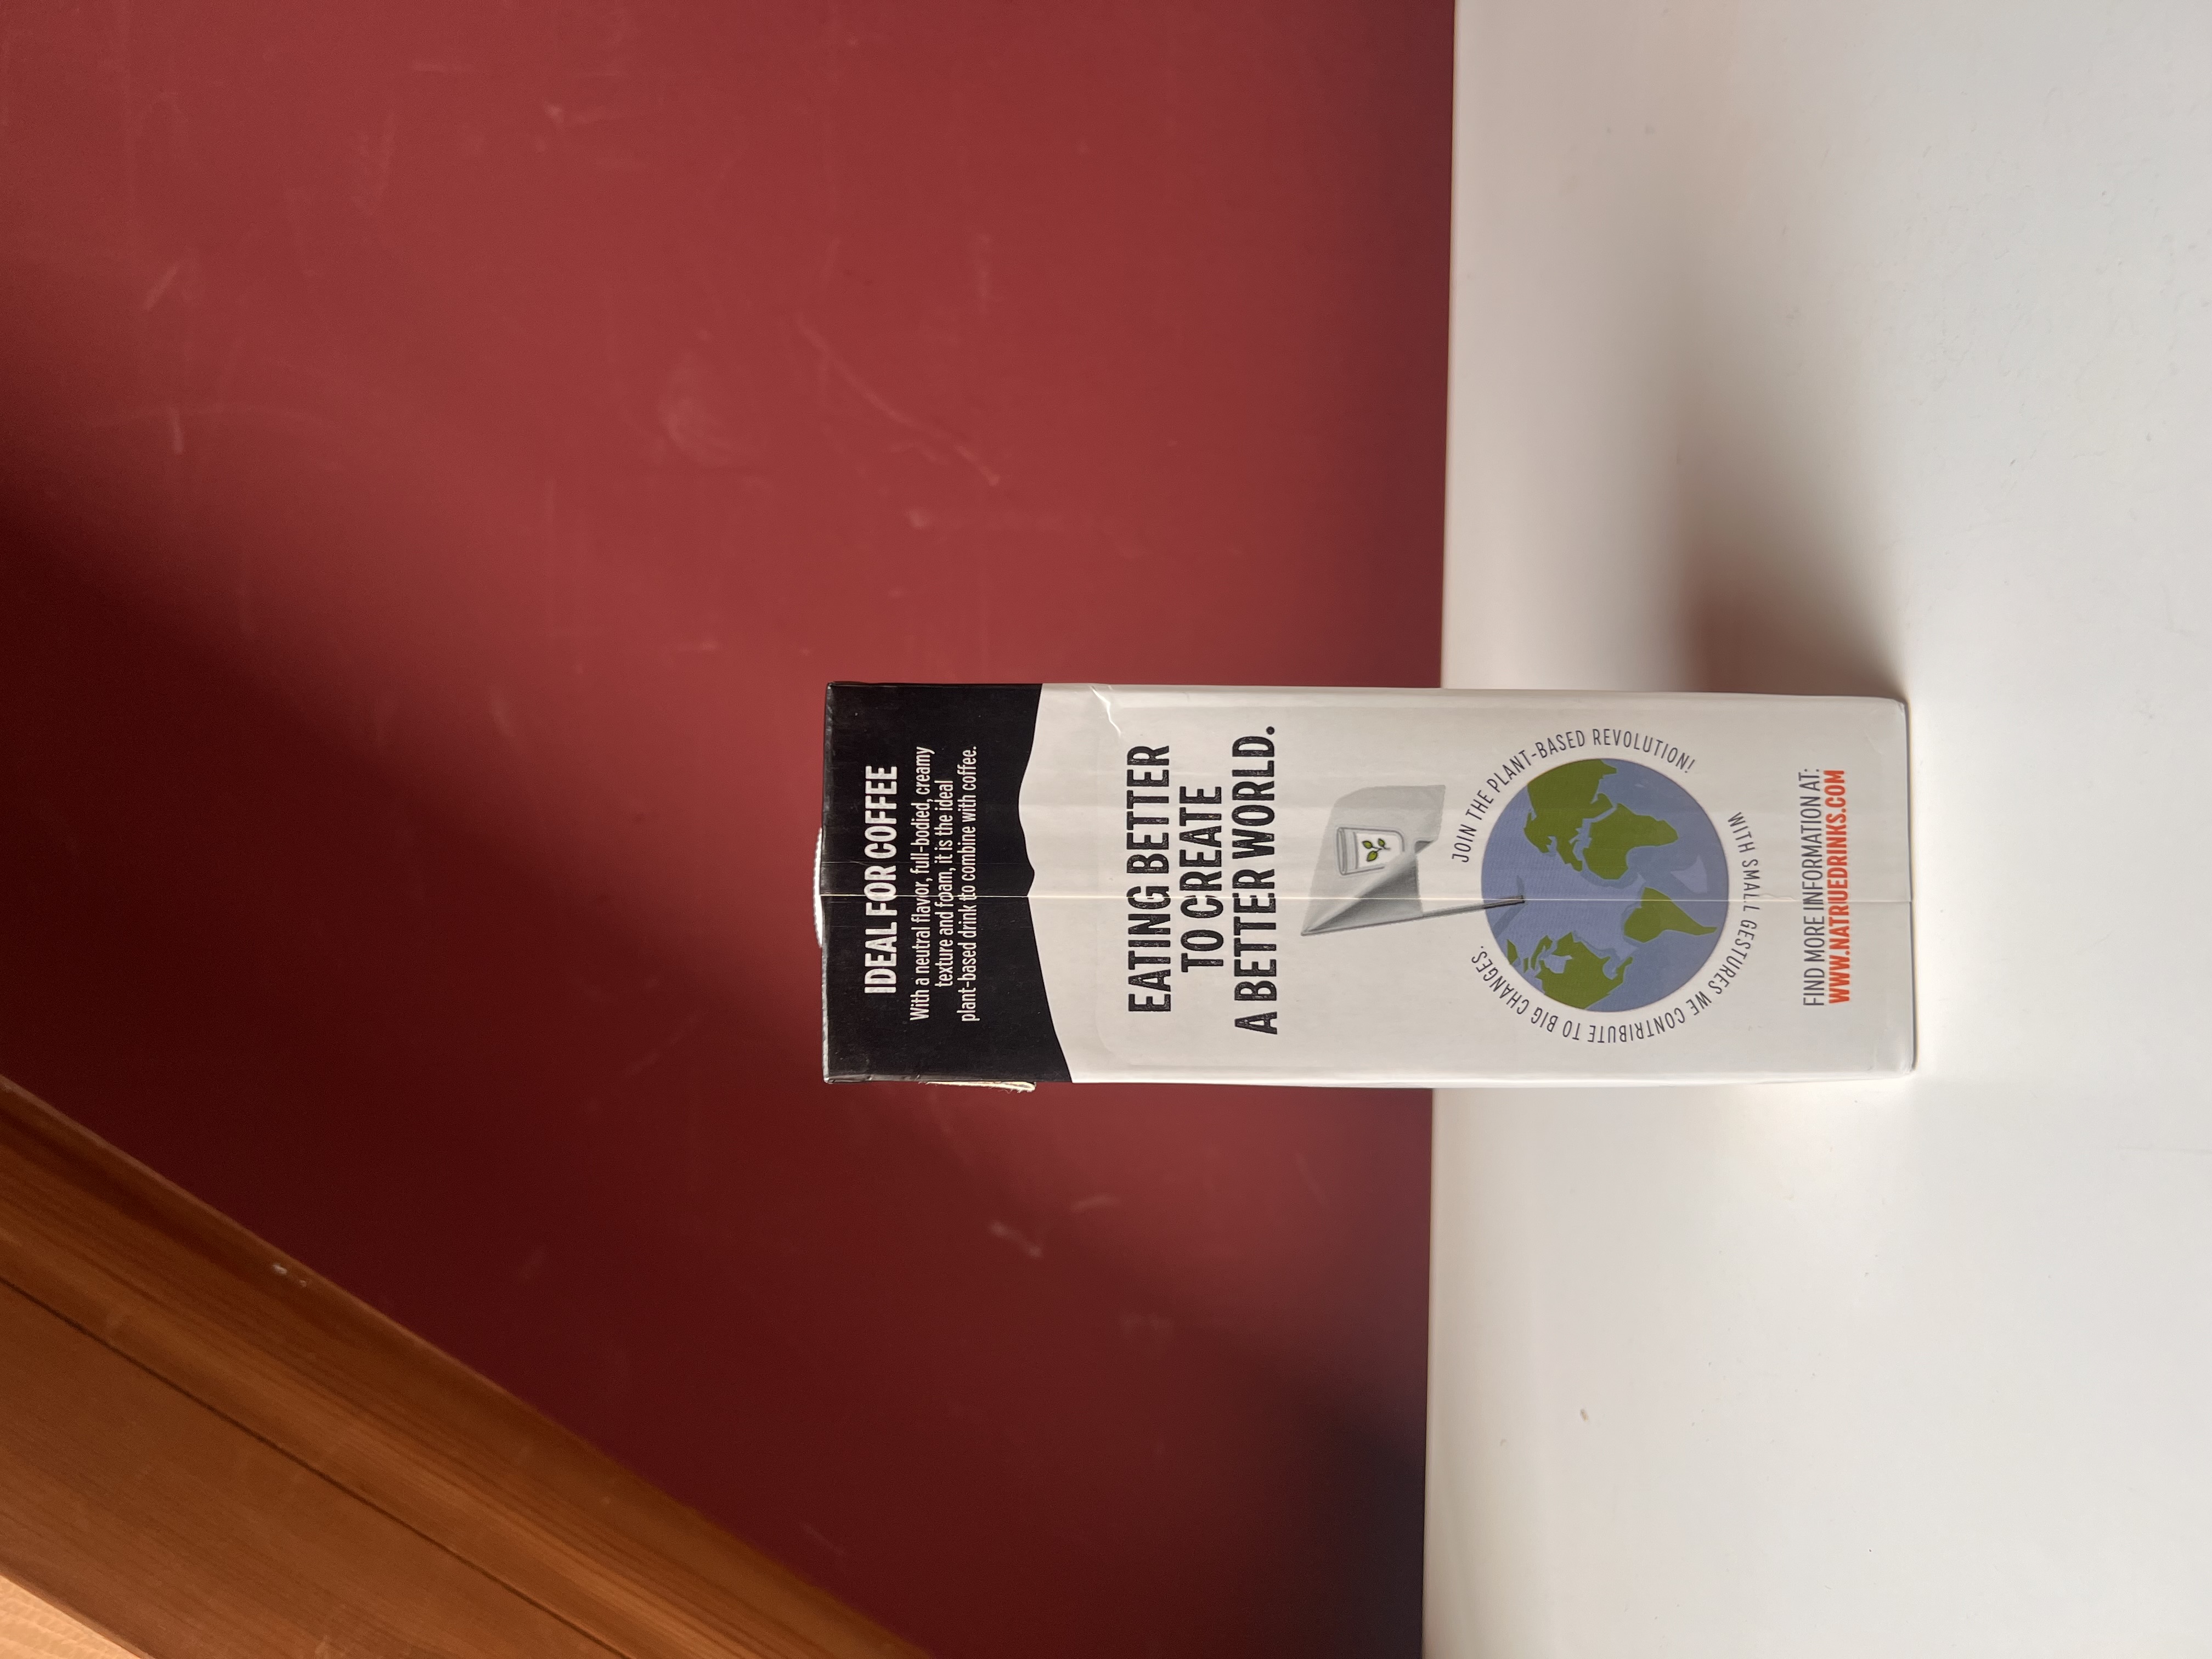 IDEAL FOR COFFEE
With a neutral flavor, full-bodied, creamy
texture and foam, it is the ideal
plant-based drink to combine with coffee.
EATING BETTER
TO CREATE
A BETTER WORLD.
JOIN THE PLANT-BASED REVOLUTION!
WITH SMALL GESTURES WE CONTRIBUTE TO BIG CHANGES.
FIND MORE INFORMATION AT:
WWW.NATRUEDRINKS.COM